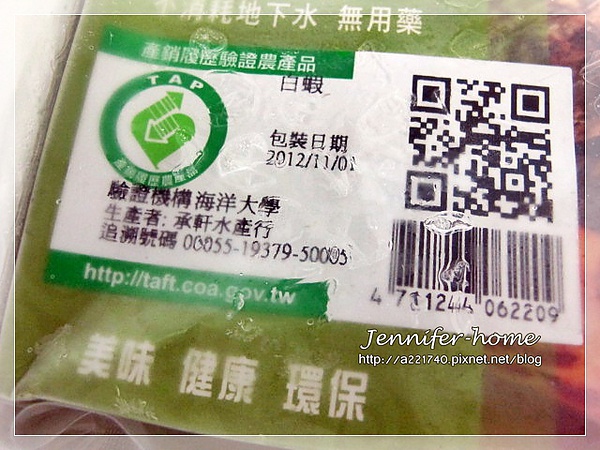 消耗地下水 無用藥
產銷履歷驗證農產品
TAP
產銷履歷農產品
白蝦
包裝日期
2012/11/01
驗證機構 海洋大學
生產者: 承軒水產行
追溯號碼 00055-19379-50005
http://taft.coa.gov.tw
4 711244 062209
Jennifer-home
http://a221740.pixnet.net/blog
美味 健康 環保